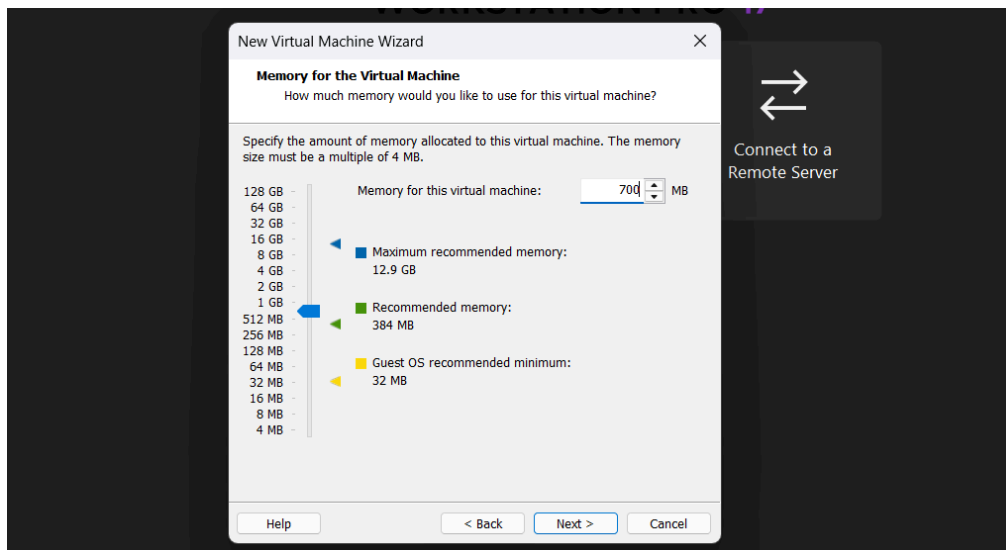 WORKSTATION PRO 17
New Virtual Machine Wizard
Memory for the Virtual Machine
How much memory would you like to use for this virtual machine?
Specify the amount of memory allocated to this virtual machine. The memory
size must be a multiple of 4 MB.
Memory for this virtual machine: 700 MB
128 GB
64 GB
32 GB
16 GB
8 GB
4 GB
2 GB
1 GB
512 MB
256 MB
128 MB
64 MB
32 MB
16 MB
8 MB
4 MB
Maximum recommended memory:
12.9 GB
Recommended memory:
384 MB
Guest OS recommended minimum:
32 MB
Help
< Back
Next >
Cancel
Connect to a
Remote Server